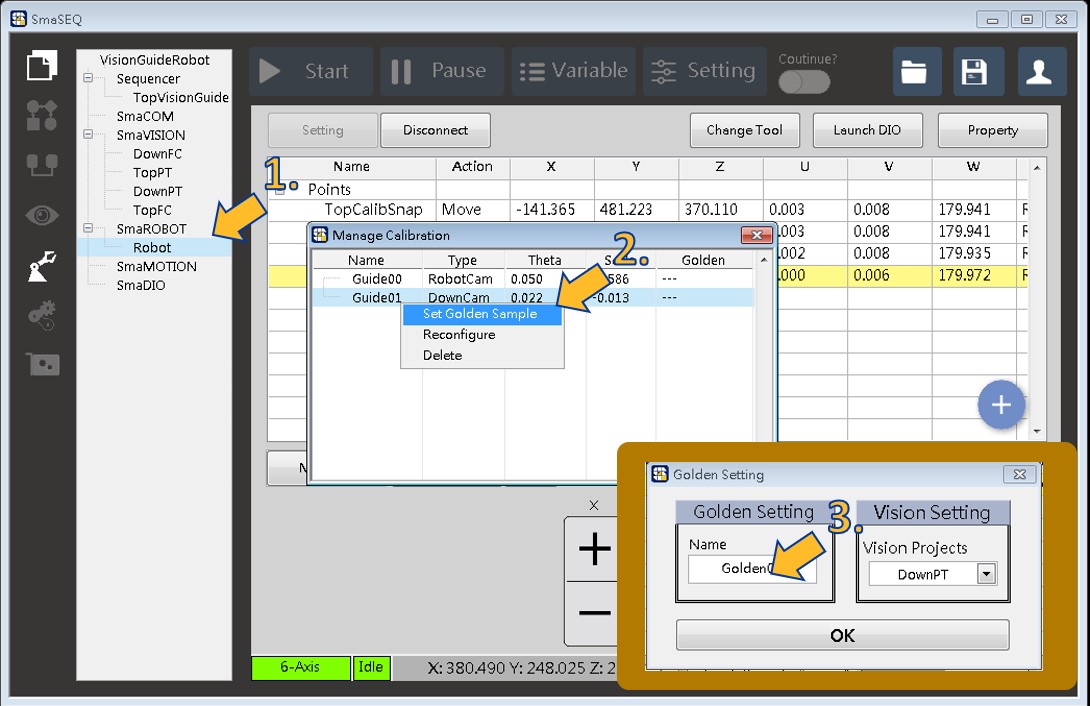 SmaSEQ
VisionGuideRobot
Sequencer
TopVisionGuide
SmaCOM
SmaVISION
DownFC
TopPT
DownPT
TopFC
SmaROBOT
Robot
SmaMOTION
SmaDIO
Start Pause Variable Setting Coutinue?
Setting Disconnect Change Tool Launch DIO Property
Name Action X Y Z U V W
Points
TopCalibSnap Move -141.365 481.223 370.110 0.003 0.008 179.941
.003 0.008 179.941
.002 0.008 179.935
.000 0.006 179.972
1.
Manage Calibration
2.
Name Type Theta Golden
Guide00 RobotCam 0.050 ---
Guide01 DownCam 0.022 -0.013 ---
Set Golden Sample
Reconfigure
Delete
X
+
−
6-Axis Idle X: 380.490 Y: 248.025 Z: 2
Golden Setting
3.
Golden Setting
Name
Vision Setting
Vision Projects
DownPT
OK